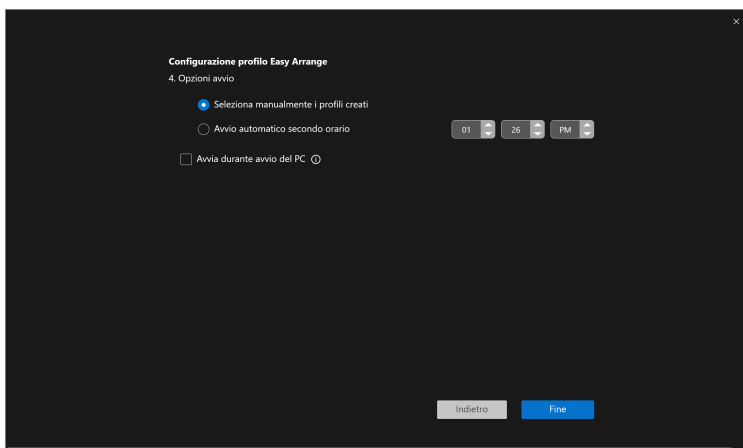 Configurazione profilo Easy Arrange
4. Opzioni avvio
Seleziona manualmente i profili creati
Avvio automatico secondo orario 01 26 PM
Avvia durante avvio del PC
Indietro Fine